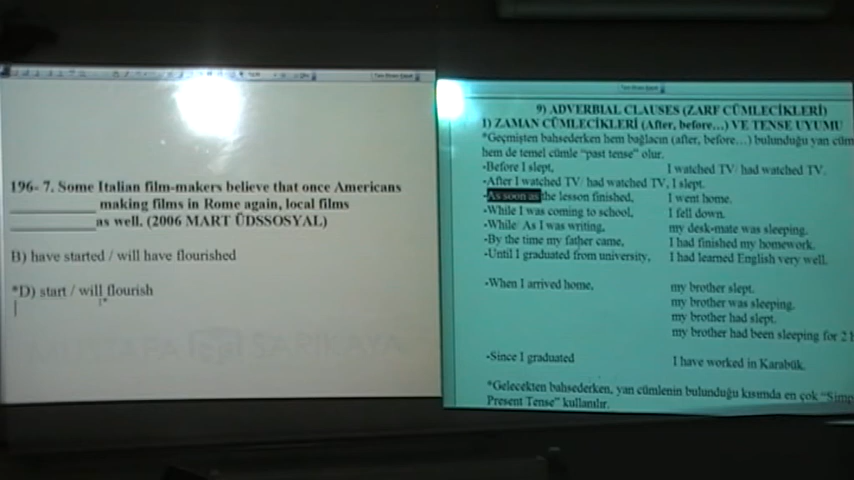 196- 7. Some Italian film-makers believe that once Americans
__________ making films in Rome again, local films
__________ as well. (2006 MART ÜDSSOSYAL)
B) have started / will have flourished
*D) start / will flourish
9) ADVERBIAL CLAUSES (ZARF CÜMLECİKLERİ)
1) ZAMAN CÜMLECİKLERİ (After, before...) VE TENSE UYUMU
*Geçmişten bahsederken hem bağlacın (after, before...) bulunduğu yan cüm
hem de temel cümle “past tense” olur.
-Before I slept, I watched TV/ had watched TV.
-After I watched TV/ had watched TV, I slept.
-As soon as the lesson finished, I went home.
-While I was coming to school, I fell down.
-While/ As I was writing, my desk-mate was sleeping.
-By the time my father came, I had finished my homework.
-Until I graduated from university, I had learned English very well.
-When I arrived home, my brother slept.
my brother was sleeping.
my brother had slept.
my brother had been sleeping for 2
-Since I graduated I have worked in Karabük.
*Gelecekten bahsederken, yan cümlenin bulunduğu kısımda en çok “Simp
Present Tense” kullanılır.